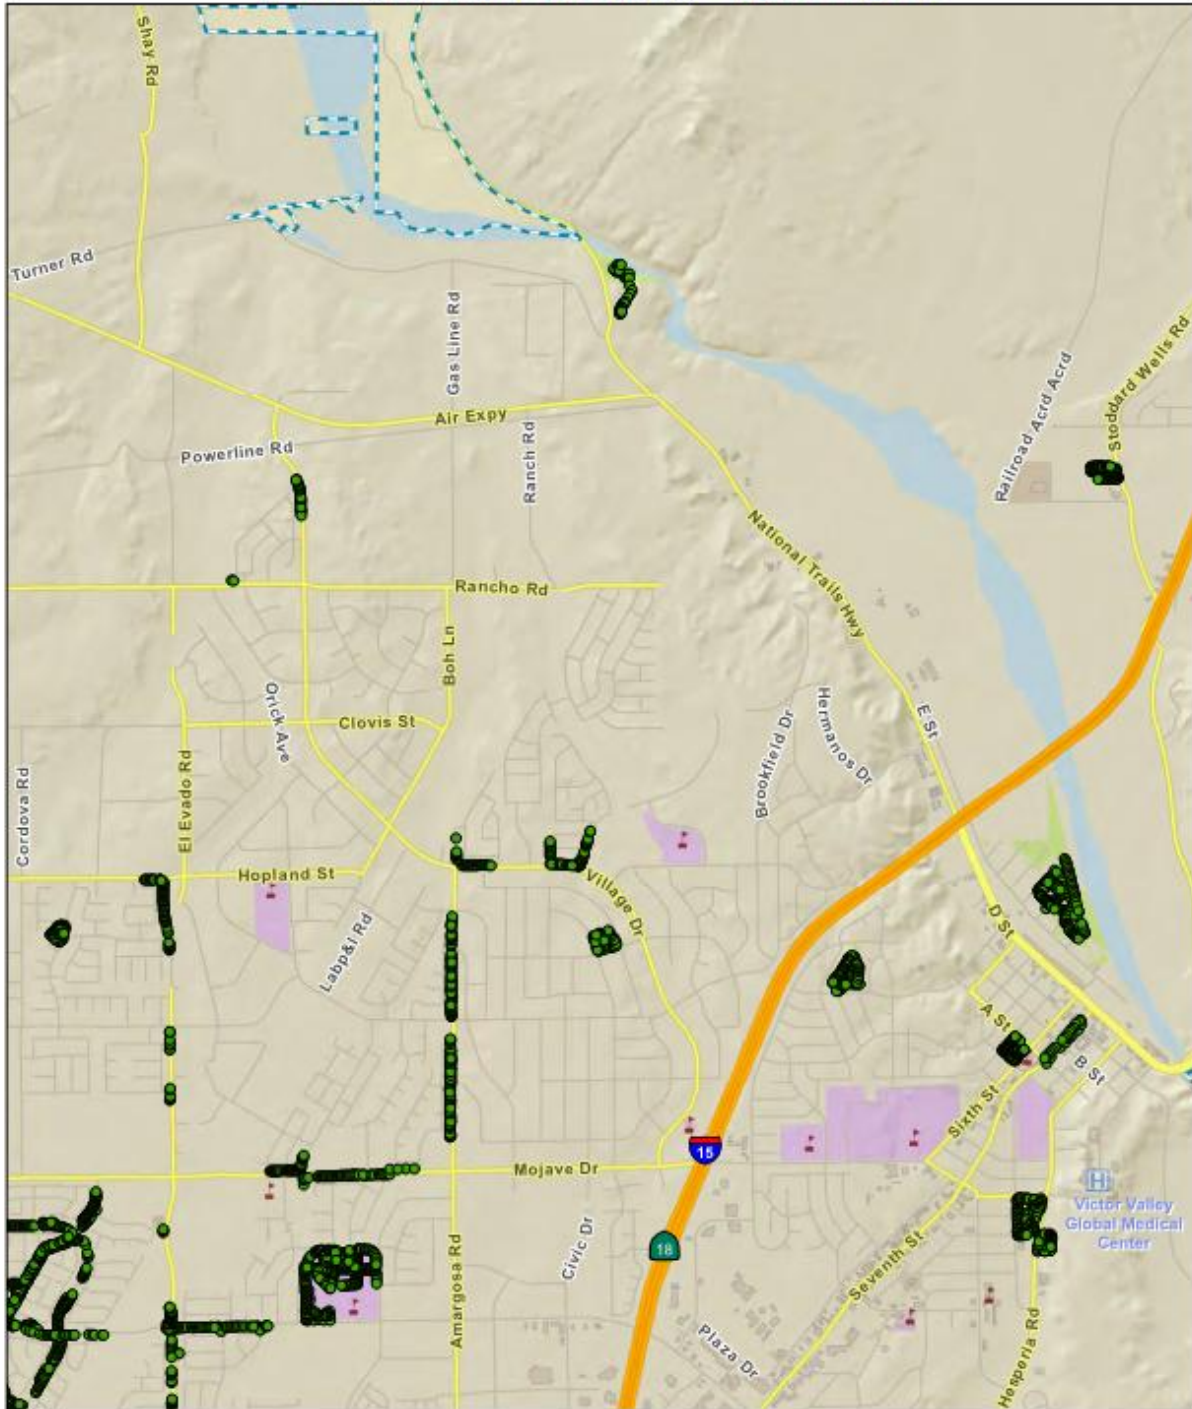 Shay Rd
Turner Rd
Gas Line Rd
Stoddard Wells Rd
Railroad Acrd Acrd
Air Expy
Powerline Rd
Ranch Rd
National Trails Hwy
Rancho Rd
Boh Ln
Orick Ave
Clovis St
Hermanos Dr
Brookfield Dr
E St
Cordova Rd
El Evado Rd
Hopland St
Village Dr
D St
Labp&l Rd
A St
B St
Sixth St
15
Mojave Dr
H
Victor Valley
Global Medical
Center
Civic Dr
18
Amargosa Rd
Seventh St
Plaza Dr
Hesperia Rd